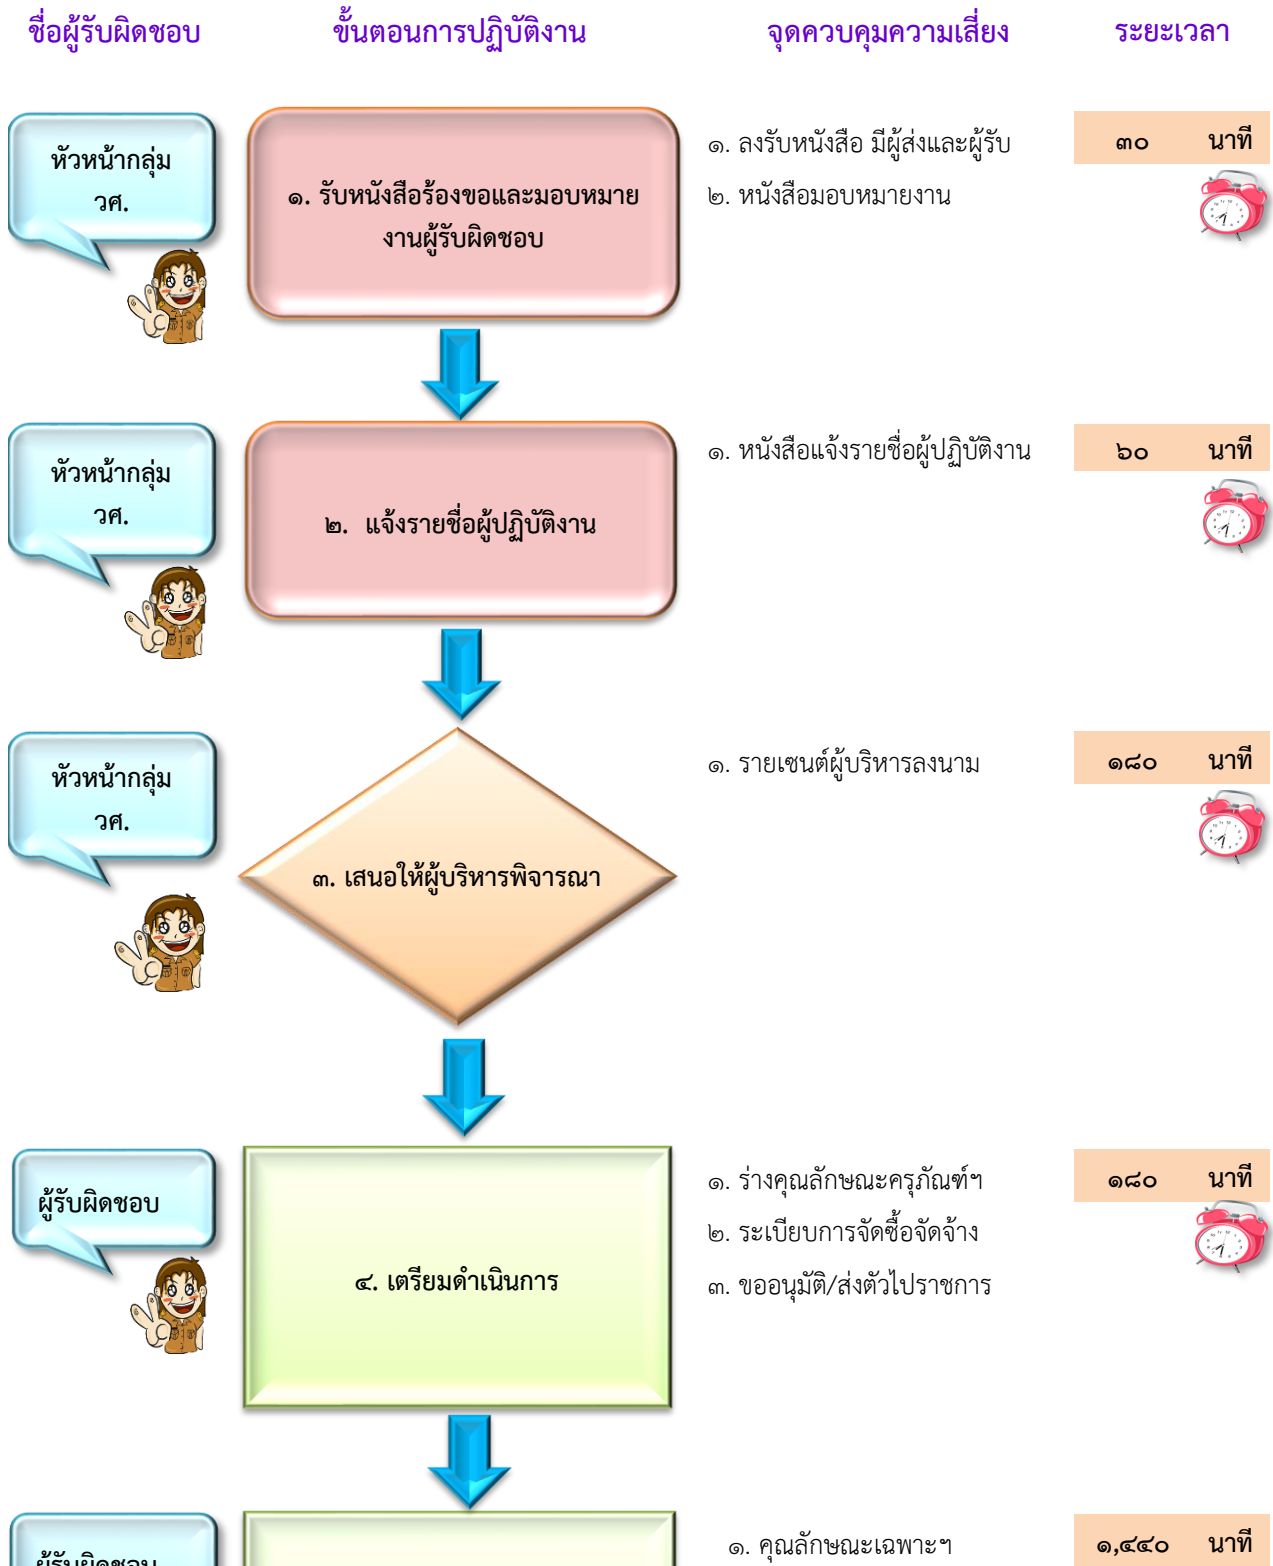 ชื่อผู้รับผิดชอบ ขั้นตอนการปฏิบัติงาน จุดควบคุมความเสี่ยง ระยะเวลา
หัวหน้ากลุ่ม
วศ.
๑. รับหนังสือร้องขอและมอบหมาย
งานผู้รับผิดชอบ
๑. ลงรับหนังสือ มีผู้ส่งและผู้รับ
๒. หนังสือมอบหมายงาน
๓๐ นาที
หัวหน้ากลุ่ม
วศ.
๒. แจ้งรายชื่อผู้ปฏิบัติงาน
๑. หนังสือแจ้งรายชื่อผู้ปฏิบัติงาน
๖๐ นาที
หัวหน้ากลุ่ม
วศ.
๓. เสนอให้ผู้บริหารพิจารณา
๑. รายเซนต์ผู้บริหารลงนาม
๑๘๐ นาที
ผู้รับผิดชอบ
๔. เตรียมดำเนินการ
๑. ร่างคุณลักษณะครุภัณฑ์ฯ
๒. ระเบียบการจัดซื้อจัดจ้าง
๓. ขออนุมัติ/ส่งตัวไปราชการ
๑๘๐ นาที
ผู้รับผิดชอบ
๑. คุณลักษณะเฉพาะฯ
๑,๔๔๐ นาที